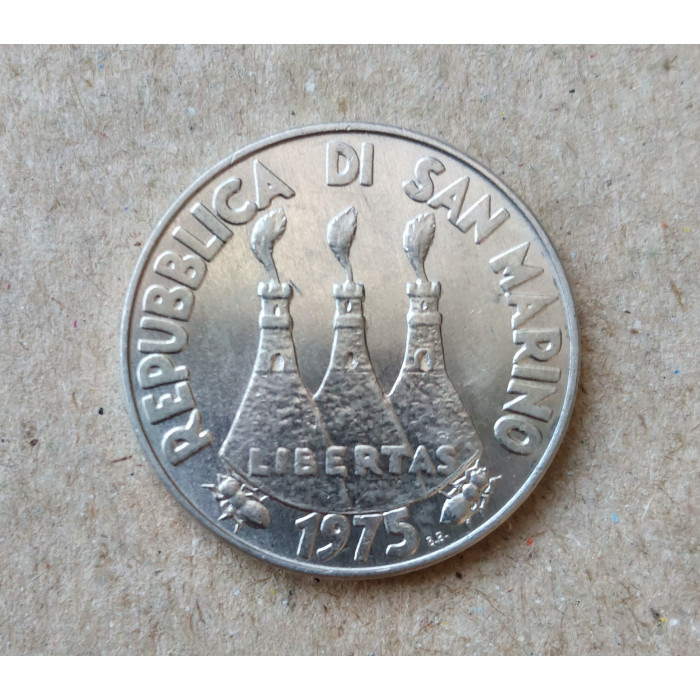 REPUBBLICA DI SAN MARINO
LIBERTAS
1975
B.B.